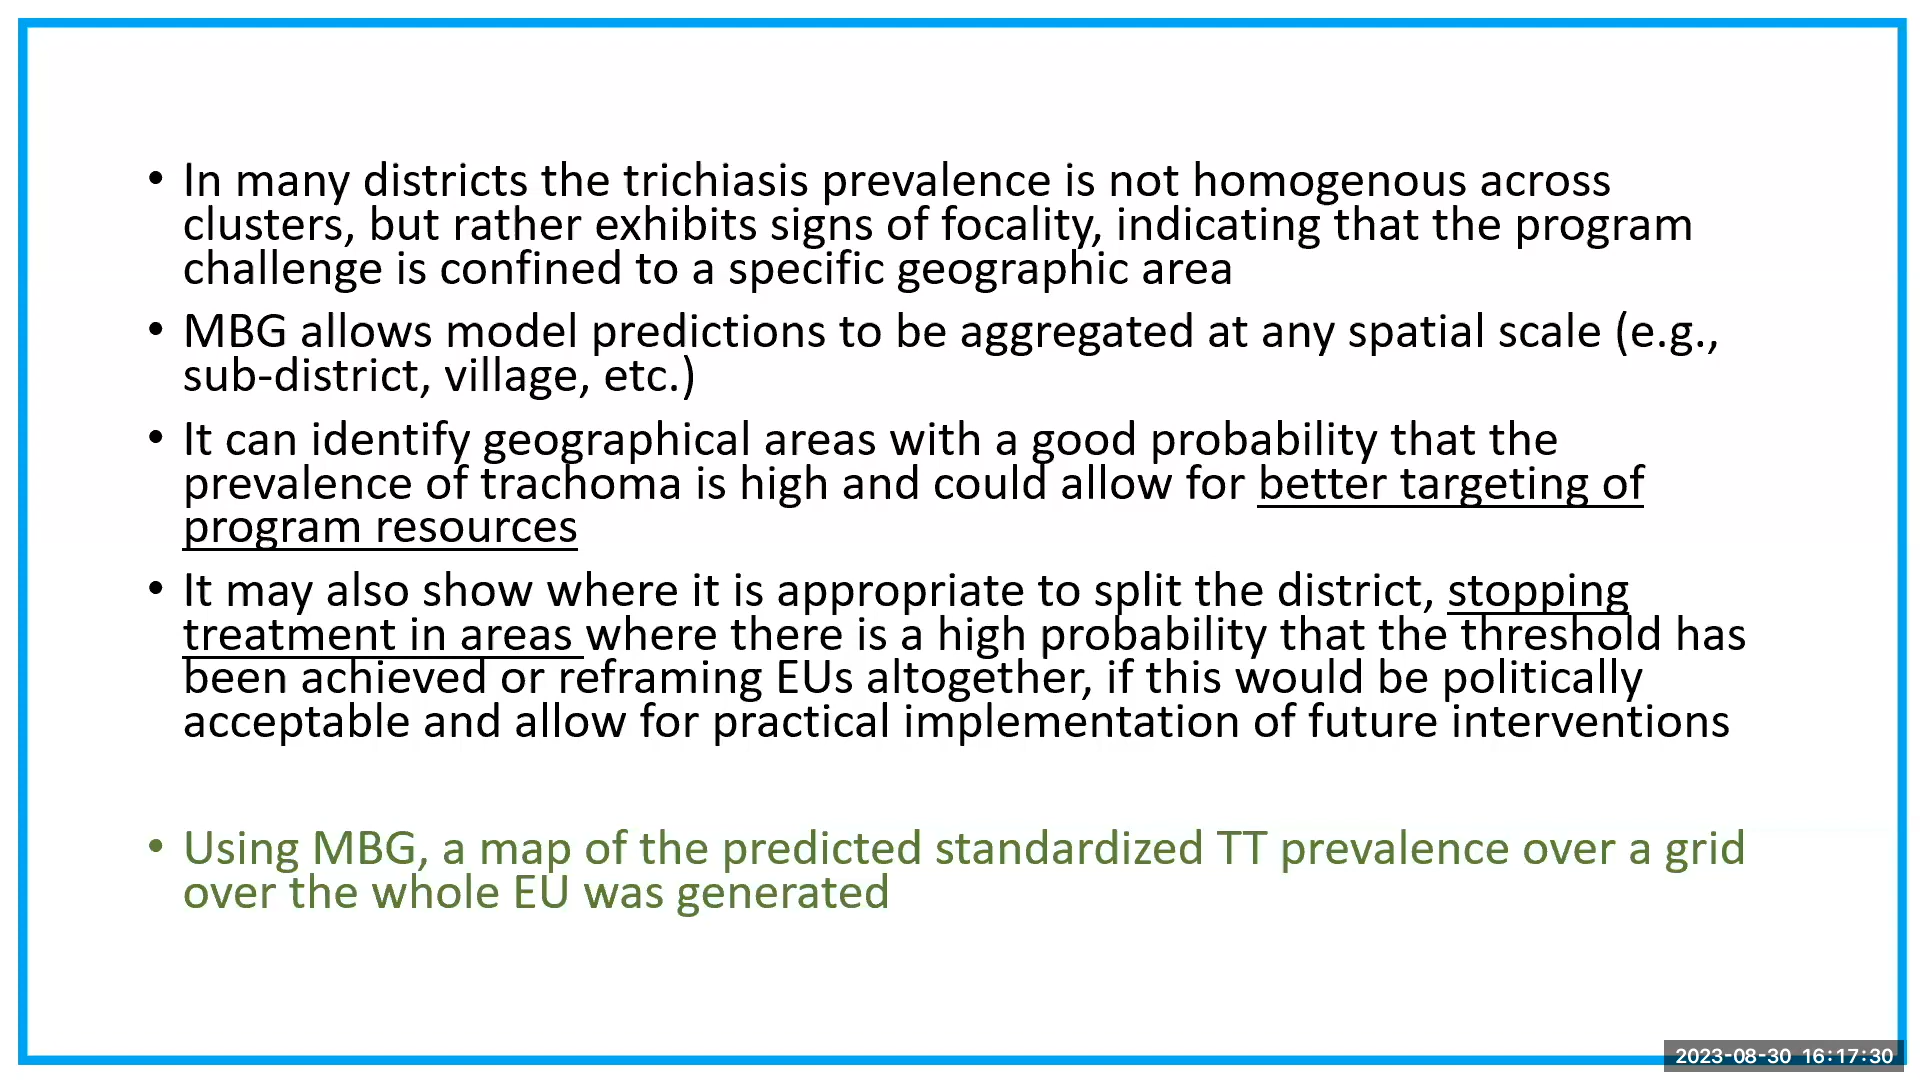 • In many districts the trichiasis prevalence is not homogenous across
clusters, but rather exhibits signs of focality, indicating that the program
challenge is confined to a specific geographic area
• MBG allows model predictions to be aggregated at any spatial scale (e.g.,
sub-district, village, etc.)
• It can identify geographical areas with a good probability that the
prevalence of trachoma is high and could allow for better targeting of
program resources
• It may also show where it is appropriate to split the district, stopping
treatment in areas where there is a high probability that the threshold has
been achieved or reframing EUs altogether, if this would be politically
acceptable and allow for practical implementation of future interventions
• Using MBG, a map of the predicted standardized TT prevalence over a grid
over the whole EU was generated
2023-08-30 16:17:30